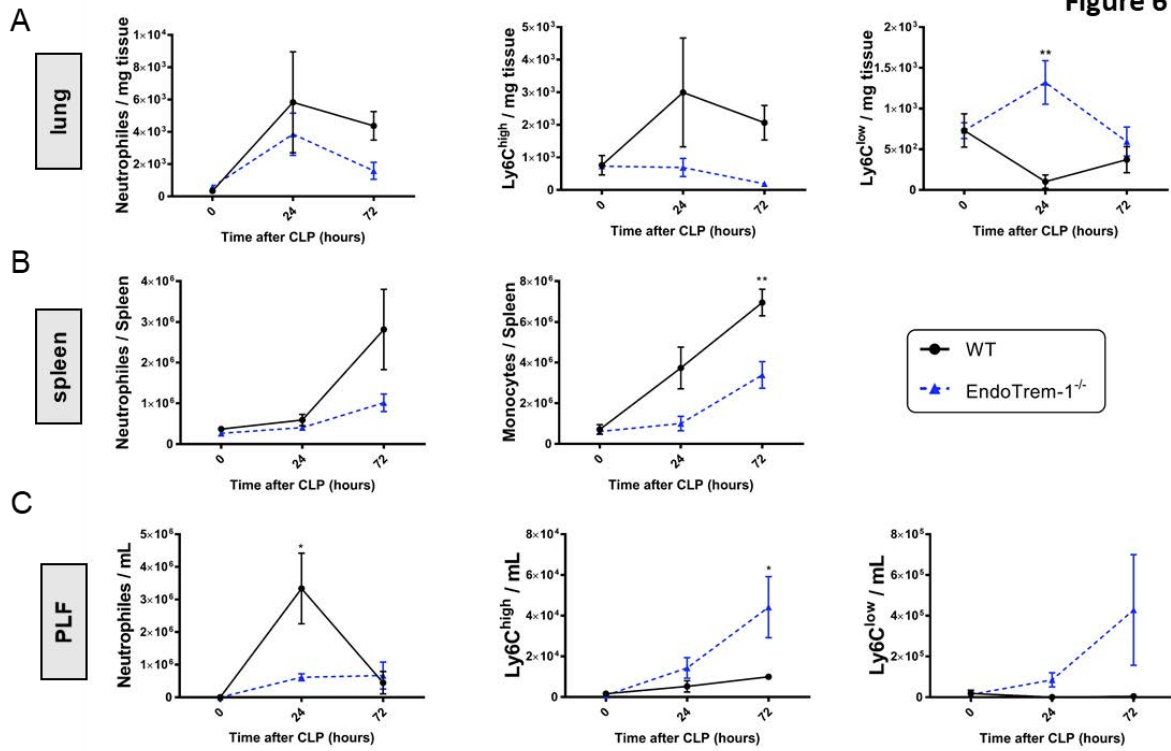 Figure 6
A
lung
Neutrophiles / mg tissue
1×10⁴
8×10³
6×10³
4×10³
2×10³
0
0
24
72
Time after CLP (hours)
Ly6Cʰⁱᵍʰ / mg tissue
5×10³
4×10³
3×10³
2×10³
1×10³
0
0
24
72
Time after CLP (hours)
Ly6Cˡᵒʷ / mg tissue
2×10³
1.5×10³
1×10³
5×10²
0
**
0
24
72
Time after CLP (hours)
B
spleen
Neutrophiles / Spleen
4×10⁶
3×10⁶
2×10⁶
1×10⁶
0
0
24
72
Time after CLP (hours)
Monocytes / Spleen
8×10⁶
6×10⁶
4×10⁶
2×10⁶
0
**
0
24
72
Time after CLP (hours)
WT
EndoTrem-1⁻/⁻
C
PLF
Neutrophiles / mL
5×10⁶
4×10⁶
3×10⁶
2×10⁶
1×10⁶
0
*
0
24
72
Time after CLP (hours)
Ly6Cʰⁱᵍʰ / mL
8×10⁴
6×10⁴
4×10⁴
2×10⁴
0
*
0
24
72
Time after CLP (hours)
Ly6Cˡᵒʷ / mL
8×10⁵
6×10⁵
4×10⁵
2×10⁵
0
0
24
72
Time after CLP (hours)